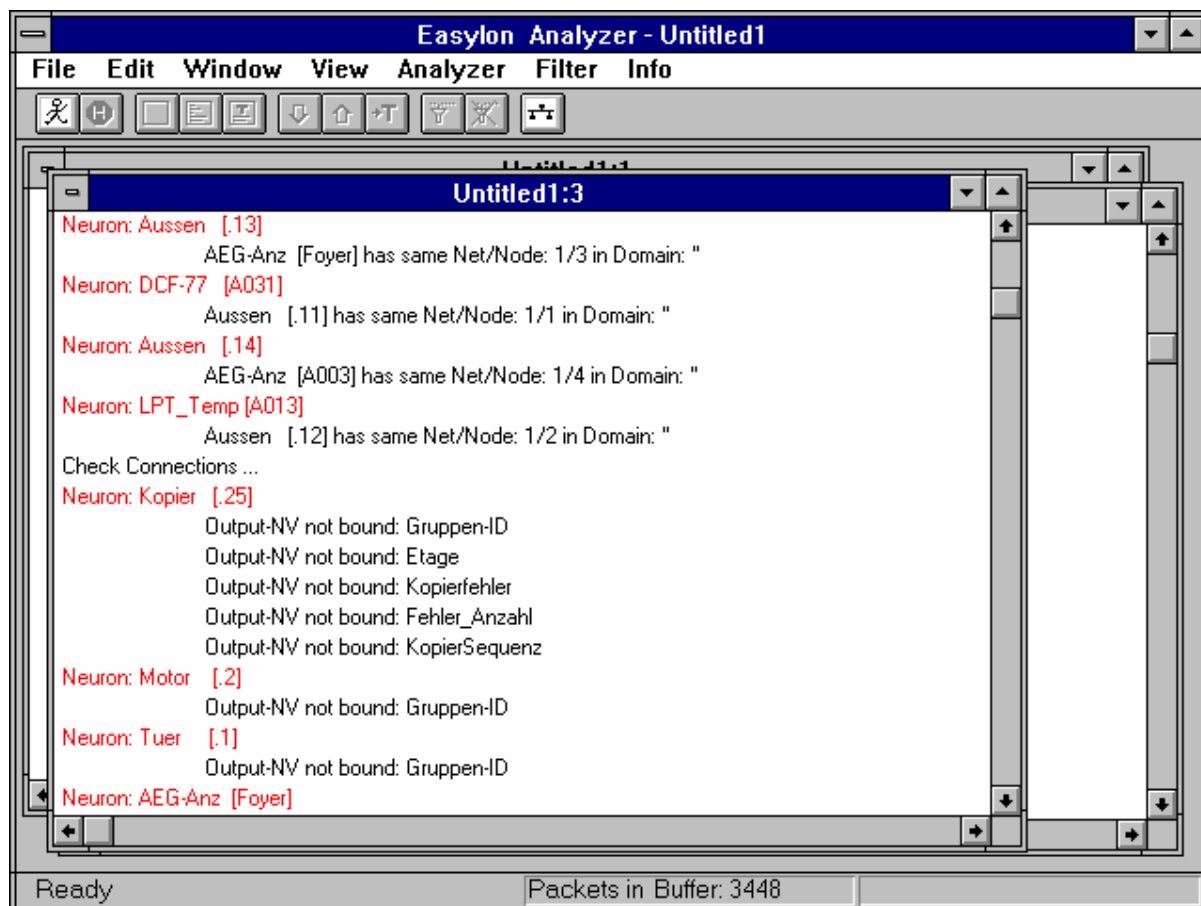 Easylon Analyzer - Untitled1
File Edit Window View Analyzer Filter Info
H T T
Untitled1:1
Untitled1:3
Neuron: Aussen [.13]
AEG-Anz [Foyer] has same Net/Node: 1/3 in Domain: "
Neuron: DCF-77 [A031]
Aussen [.11] has same Net/Node: 1/1 in Domain: "
Neuron: Aussen [.14]
AEG-Anz [A003] has same Net/Node: 1/4 in Domain: "
Neuron: LPT_Temp [A013]
Aussen [.12] has same Net/Node: 1/2 in Domain: "
Check Connections ...
Neuron: Kopier [.25]
Output-NV not bound: Gruppen-ID
Output-NV not bound: Etage
Output-NV not bound: Kopierfehler
Output-NV not bound: Fehler_Anzahl
Output-NV not bound: KopierSequenz
Neuron: Motor [.2]
Output-NV not bound: Gruppen-ID
Neuron: Tuer [.1]
Output-NV not bound: Gruppen-ID
Neuron: AEG-Anz [Foyer]
Ready Packets in Buffer: 3448